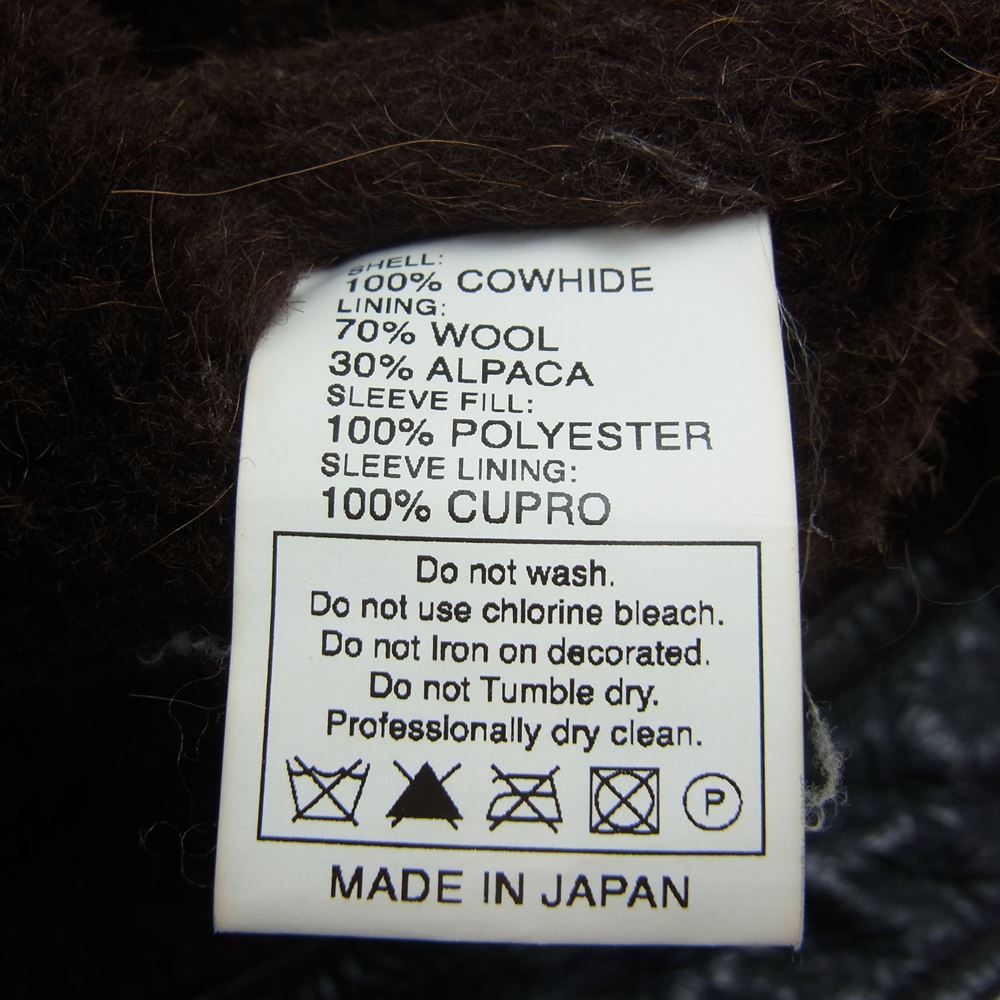 SHELL:
100% COWHIDE
LINING:
70% WOOL
30% ALPACA
SLEEVE FILL:
100% POLYESTER
SLEEVE LINING:
100% CUPRO
Do not wash.
Do not use chlorine bleach.
Do not Iron on decorated.
Do not Tumble dry.
Professionally dry clean.
P
MADE IN JAPAN